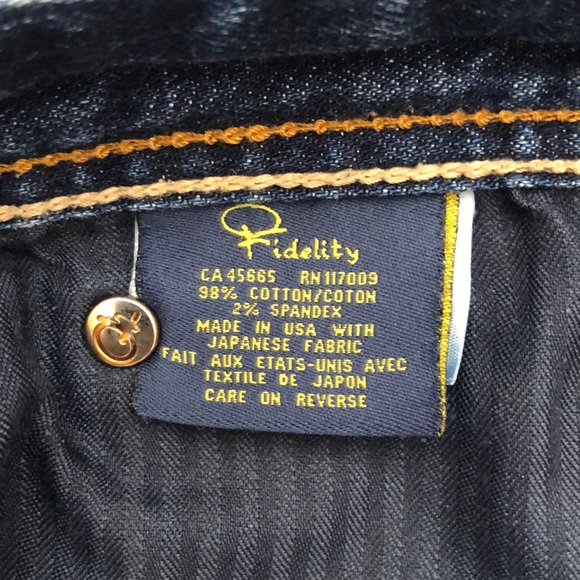 Fidelity
CA 45665 RN 117009
98% COTTON/COTON
2% SPANDEX
MADE IN USA WITH
JAPANESE FABRIC
FAIT AUX ETATS-UNIS AVEC
TEXTILE DE JAPON
CARE ON REVERSE